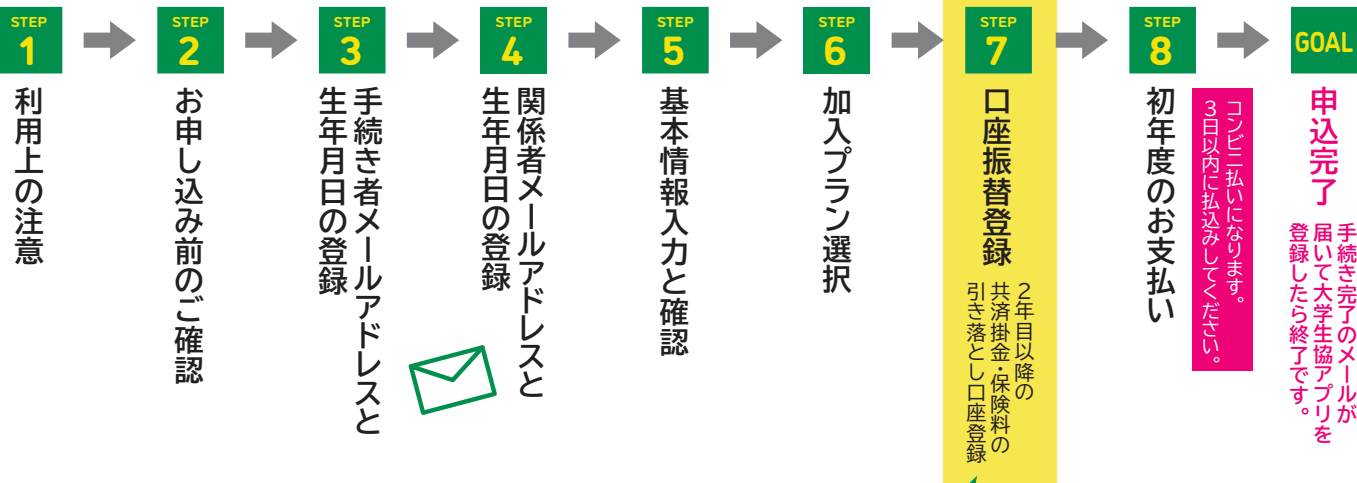 STEP
1
利用上の注意
STEP
2
お申し込み前のご確認
STEP
3
手続き者メールアドレスと
生年月日の登録
STEP
4
関係者メールアドレスと
生年月日の登録
STEP
5
基本情報入力と確認
STEP
6
加入プラン選択
STEP
7
口座振替登録
2年目以降の
共済掛金・保険料の
引き落とし口座登録
STEP
8
初年度のお支払い
コンビニ払いになります。
3日以内に払込みしてください。
GOAL
申込完了
手続き完了のメールが
届いて大学生協アプリを
登録したら終了です。